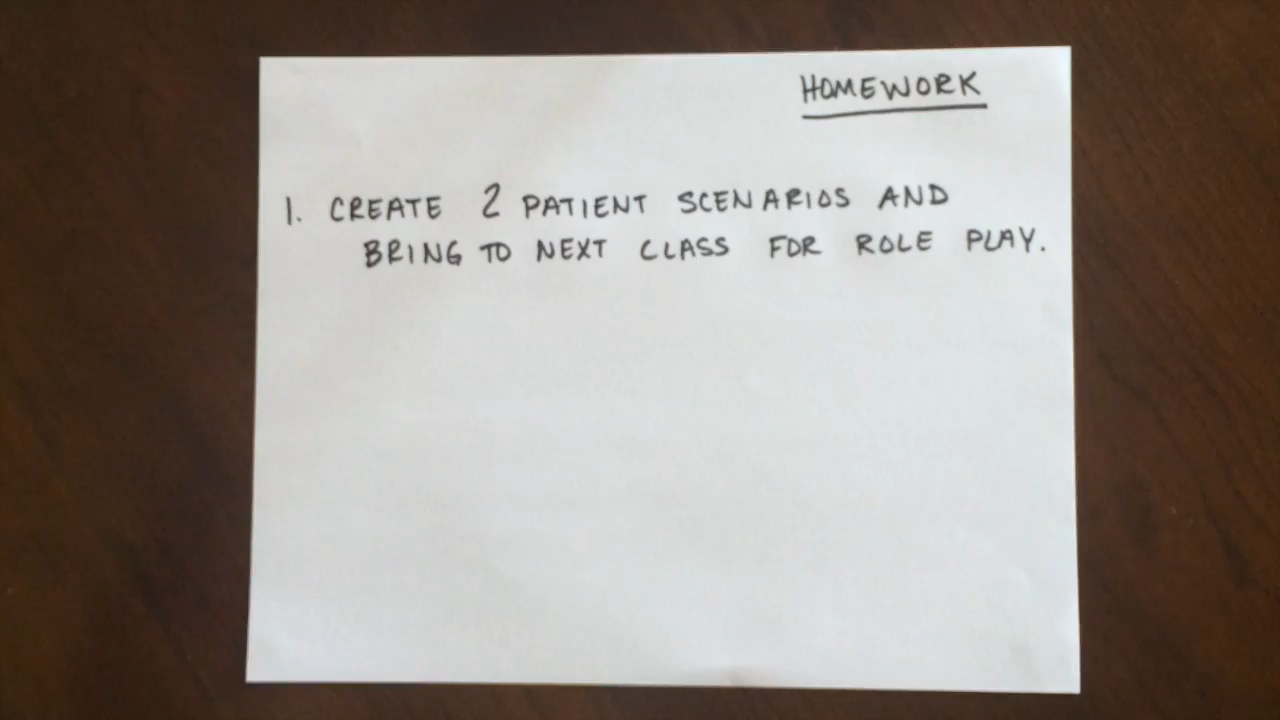 HOMEWORK
1. CREATE 2 PATIENT SCENARIOS AND
BRING TO NEXT CLASS FOR ROLE PLAY.